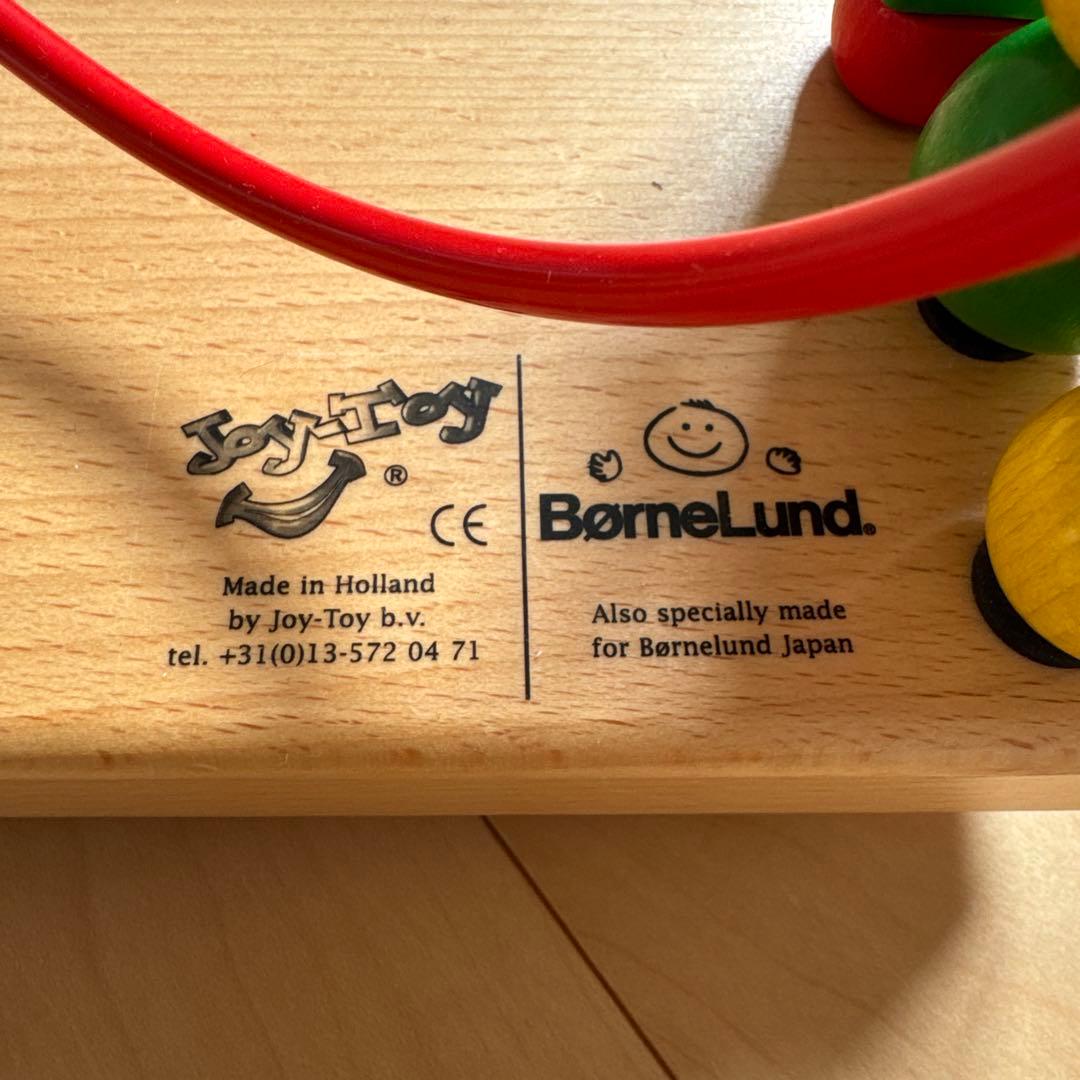 Joy-Toy
®
CE
Made in Holland
by Joy-Toy b.v.
tel. +31(0)13-572 04 71
BørneLund®
Also specially made
for Børnelund Japan